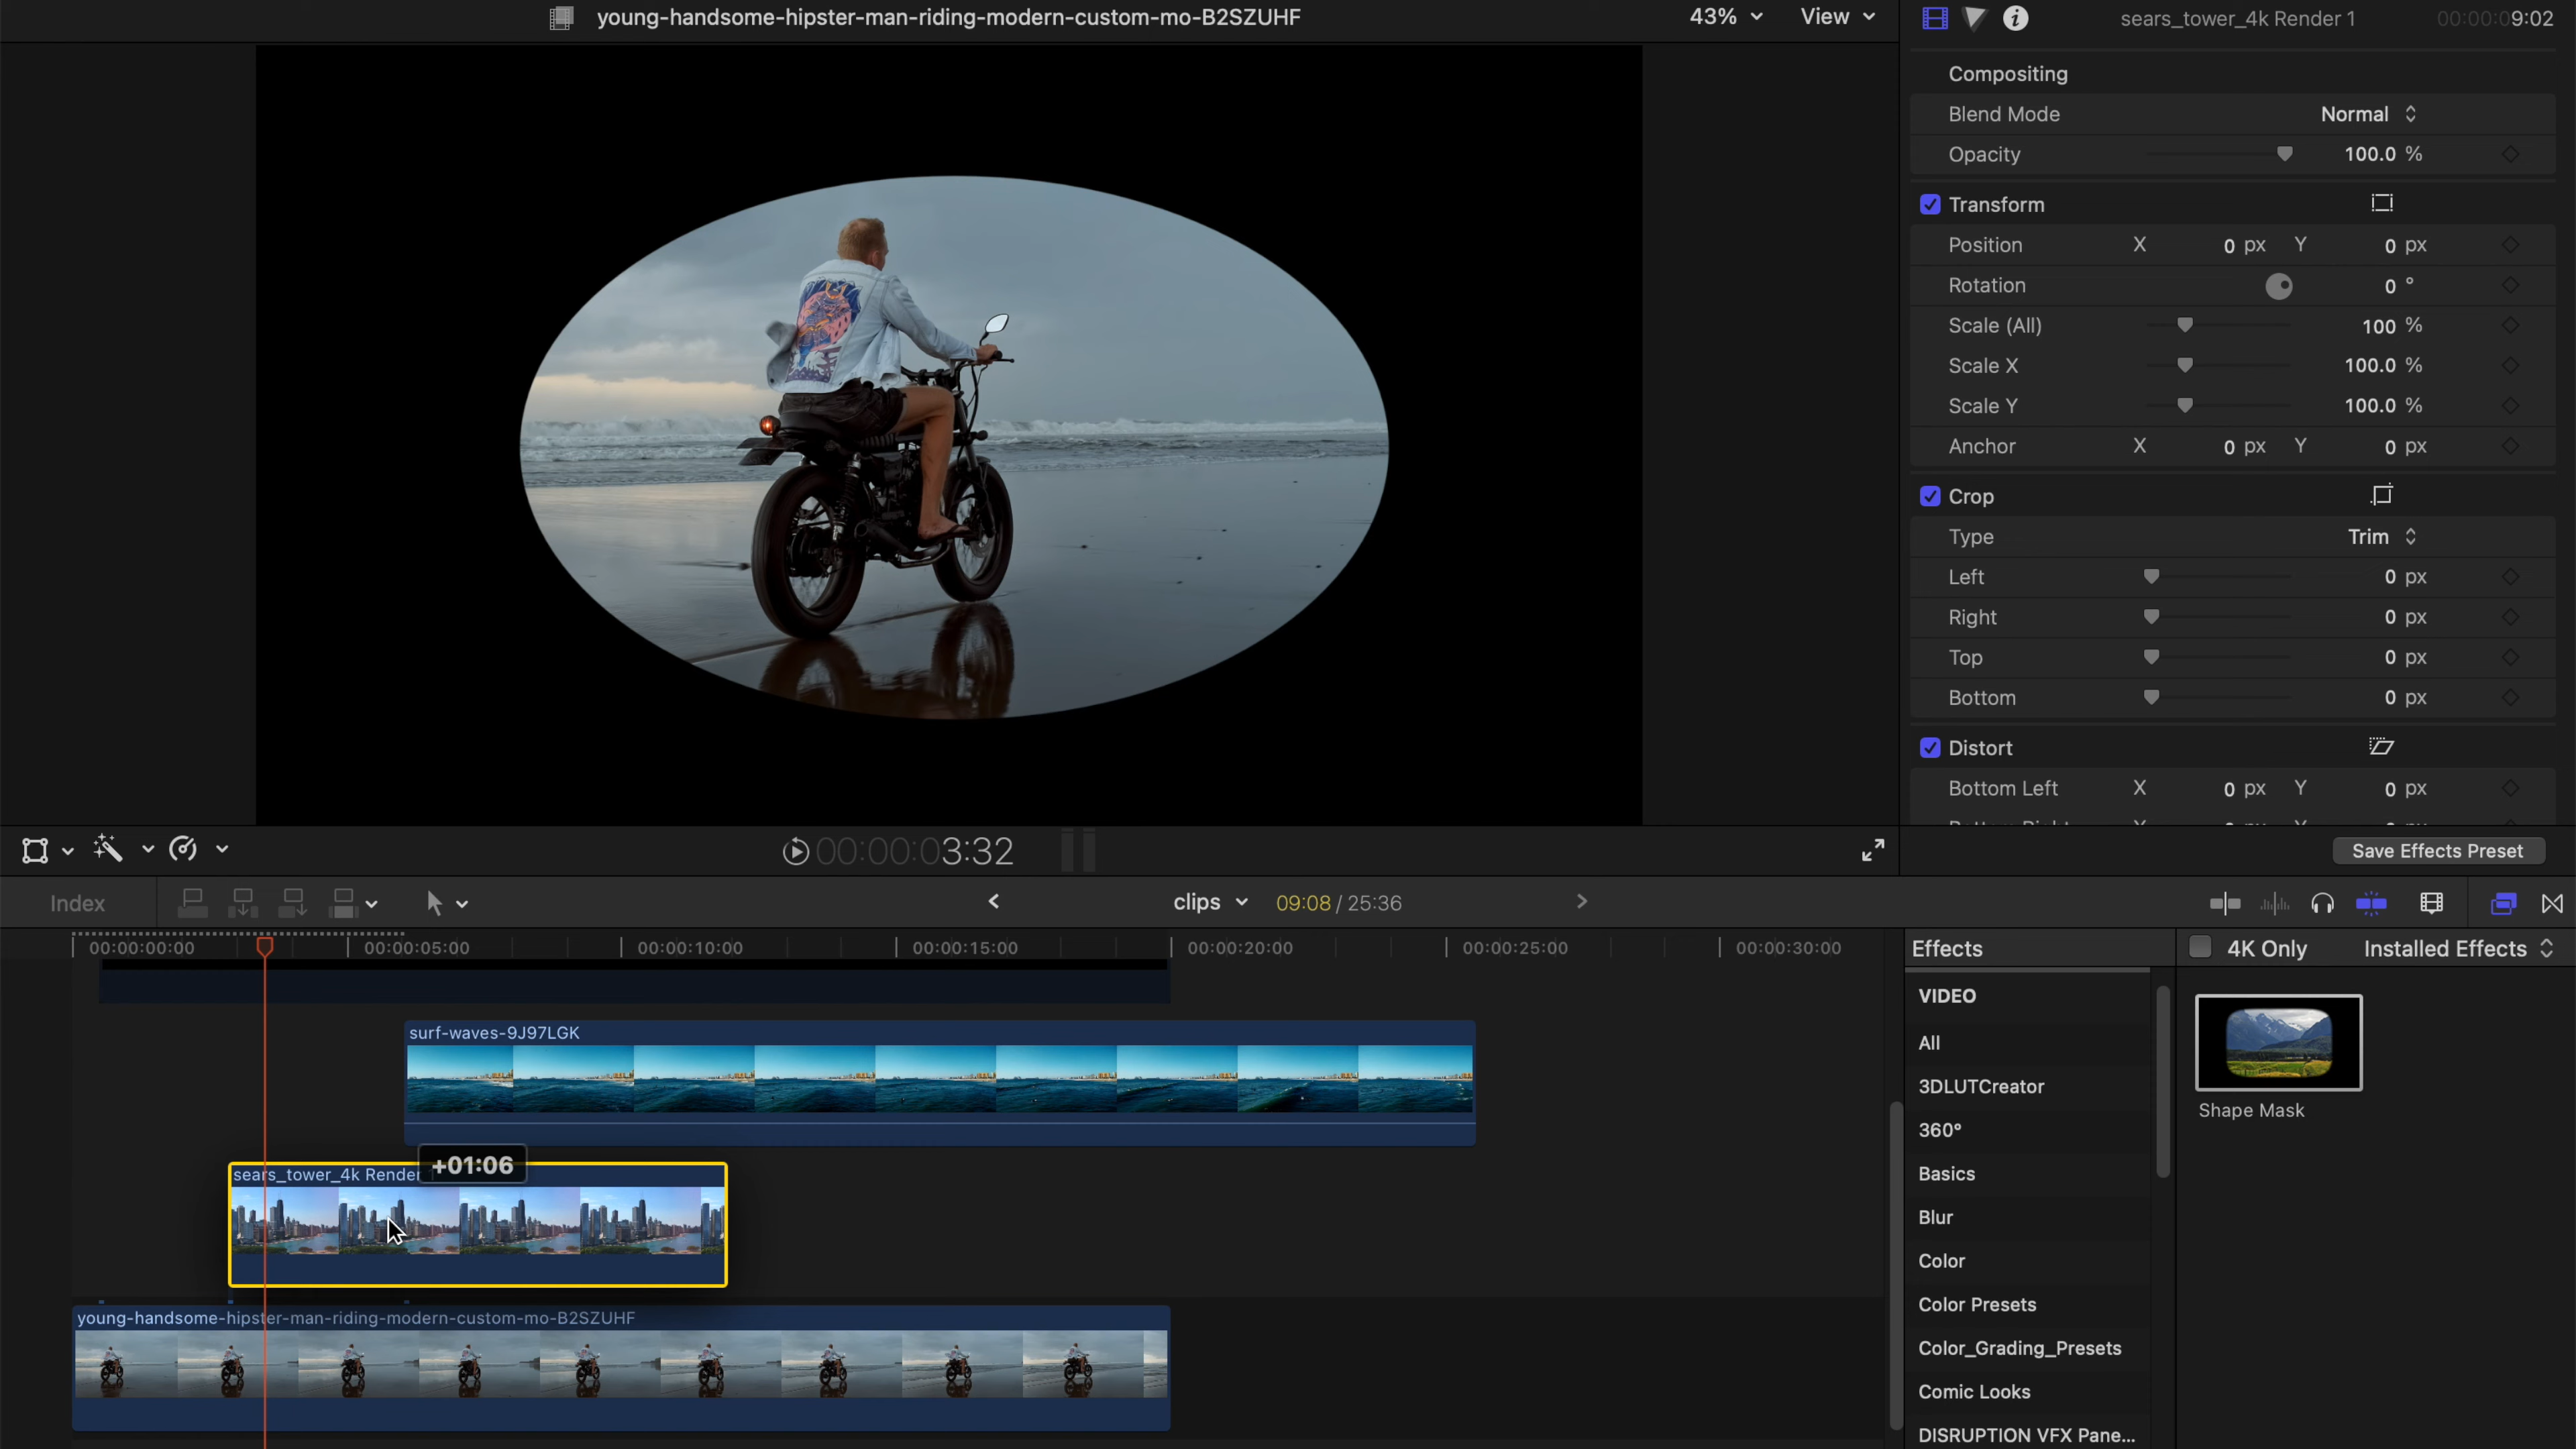 young-handsome-hipster-man-riding-modern-custom-mo-B2SZUHF
43%
View
sears_tower_4k Render 1
00:00:09:02
Compositing
Blend Mode Normal
Opacity 100.0 %
Transform
Position X 0 px Y 0 px
Rotation 0 °
Scale (All) 100 %
Scale X 100.0 %
Scale Y 100.0 %
Anchor X 0 px Y 0 px
Crop
Type Trim
Left 0 px
Right 0 px
Top 0 px
Bottom 0 px
Distort
Bottom Left X 0 px Y 0 px
00:00:03:32
Save Effects Preset
Index
clips
09:08 / 25:36
00:00:00:00
00:00:05:00
00:00:10:00
00:00:15:00
00:00:20:00
00:00:25:00
00:00:30:00
surf-waves-9J97LGK
+01:06
sears_tower_4k Render
young-handsome-hipster-man-riding-modern-custom-mo-B2SZUHF
Effects
4K Only
Installed Effects
VIDEO
All
3DLUTCreator
360°
Basics
Blur
Color
Color Presets
Color_Grading_Presets
Comic Looks
DISRUPTION VFX Pane...
Shape Mask